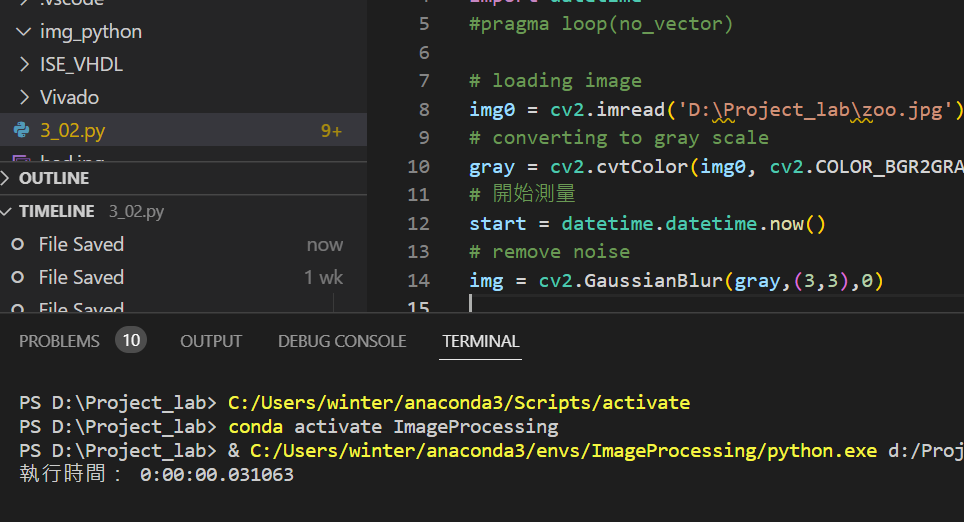 .vscode
img_python
ISE_VHDL
Vivado
3_02.py 9+
OUTLINE
TIMELINE 3_02.py
File Saved now
File Saved 1 wk
File Saved
4 import datetime
5 #pragma loop(no_vector)
6
7 # loading image
8 img0 = cv2.imread('D:\Project_lab\zoo.jpg')
9 # converting to gray scale
10 gray = cv2.cvtColor(img0, cv2.COLOR_BGR2GRA
11 # 開始測量
12 start = datetime.datetime.now()
13 # remove noise
14 img = cv2.GaussianBlur(gray,(3,3),0)
15
PROBLEMS 10 OUTPUT DEBUG CONSOLE TERMINAL
PS D:\Project_lab> C:/Users/winter/anaconda3/Scripts/activate
PS D:\Project_lab> conda activate ImageProcessing
PS D:\Project_lab> & C:/Users/winter/anaconda3/envs/ImageProcessing/python.exe d:/Proj
執行時間： 0:00:00.031063